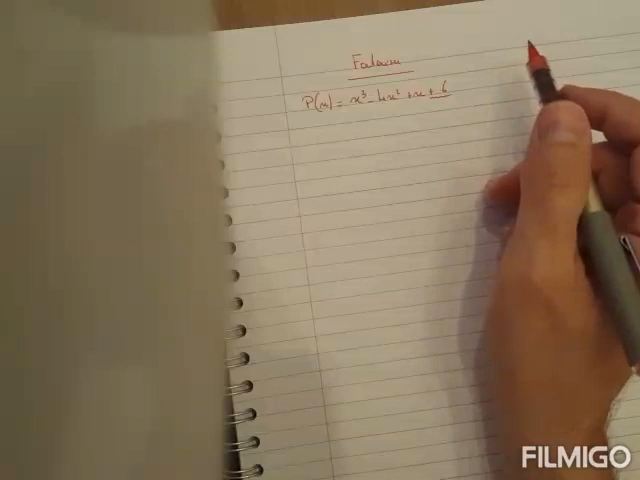 P(x) = x³ - 4x² + x + 6
FILMIGO